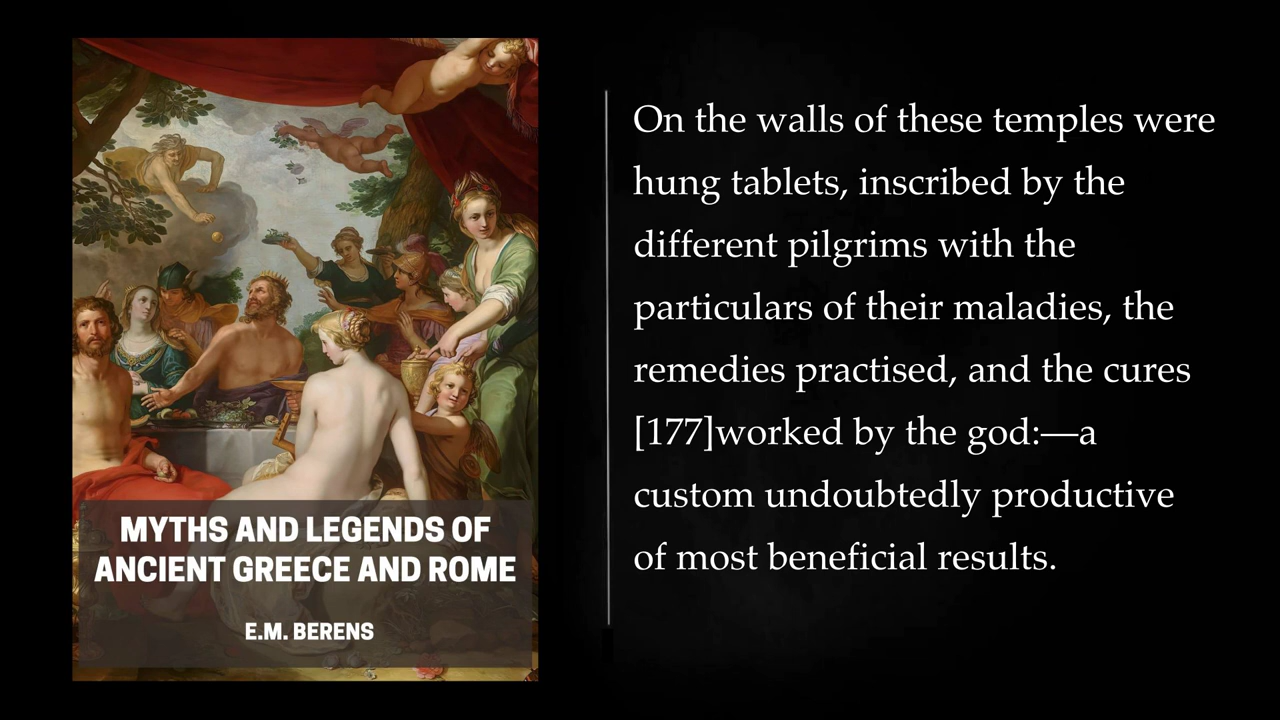 MYTHS AND LEGENDS OF
ANCIENT GREECE AND ROME
E.M. BERENS
On the walls of these temples were
hung tablets, inscribed by the
different pilgrims with the
particulars of their maladies, the
remedies practised, and the cures
[177]worked by the god:—a
custom undoubtedly productive
of most beneficial results.